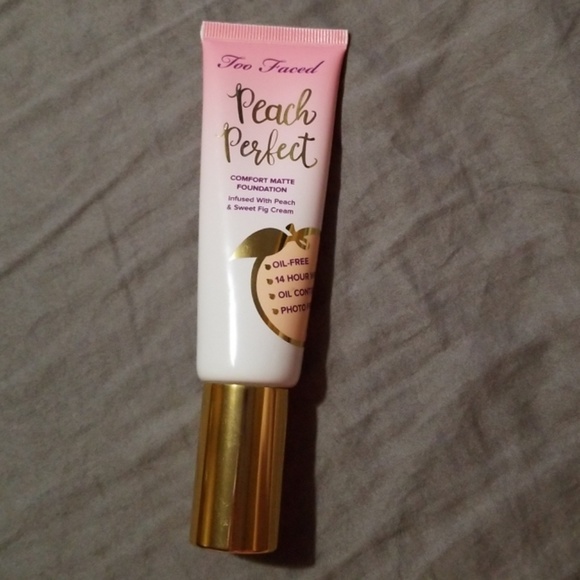 Too Faced
Peach
Perfect
COMFORT MATTE
FOUNDATION
Infused With Peach
& Sweet Fig Cream
OIL-FREE
14 HOUR
OIL CONT
PHOTO